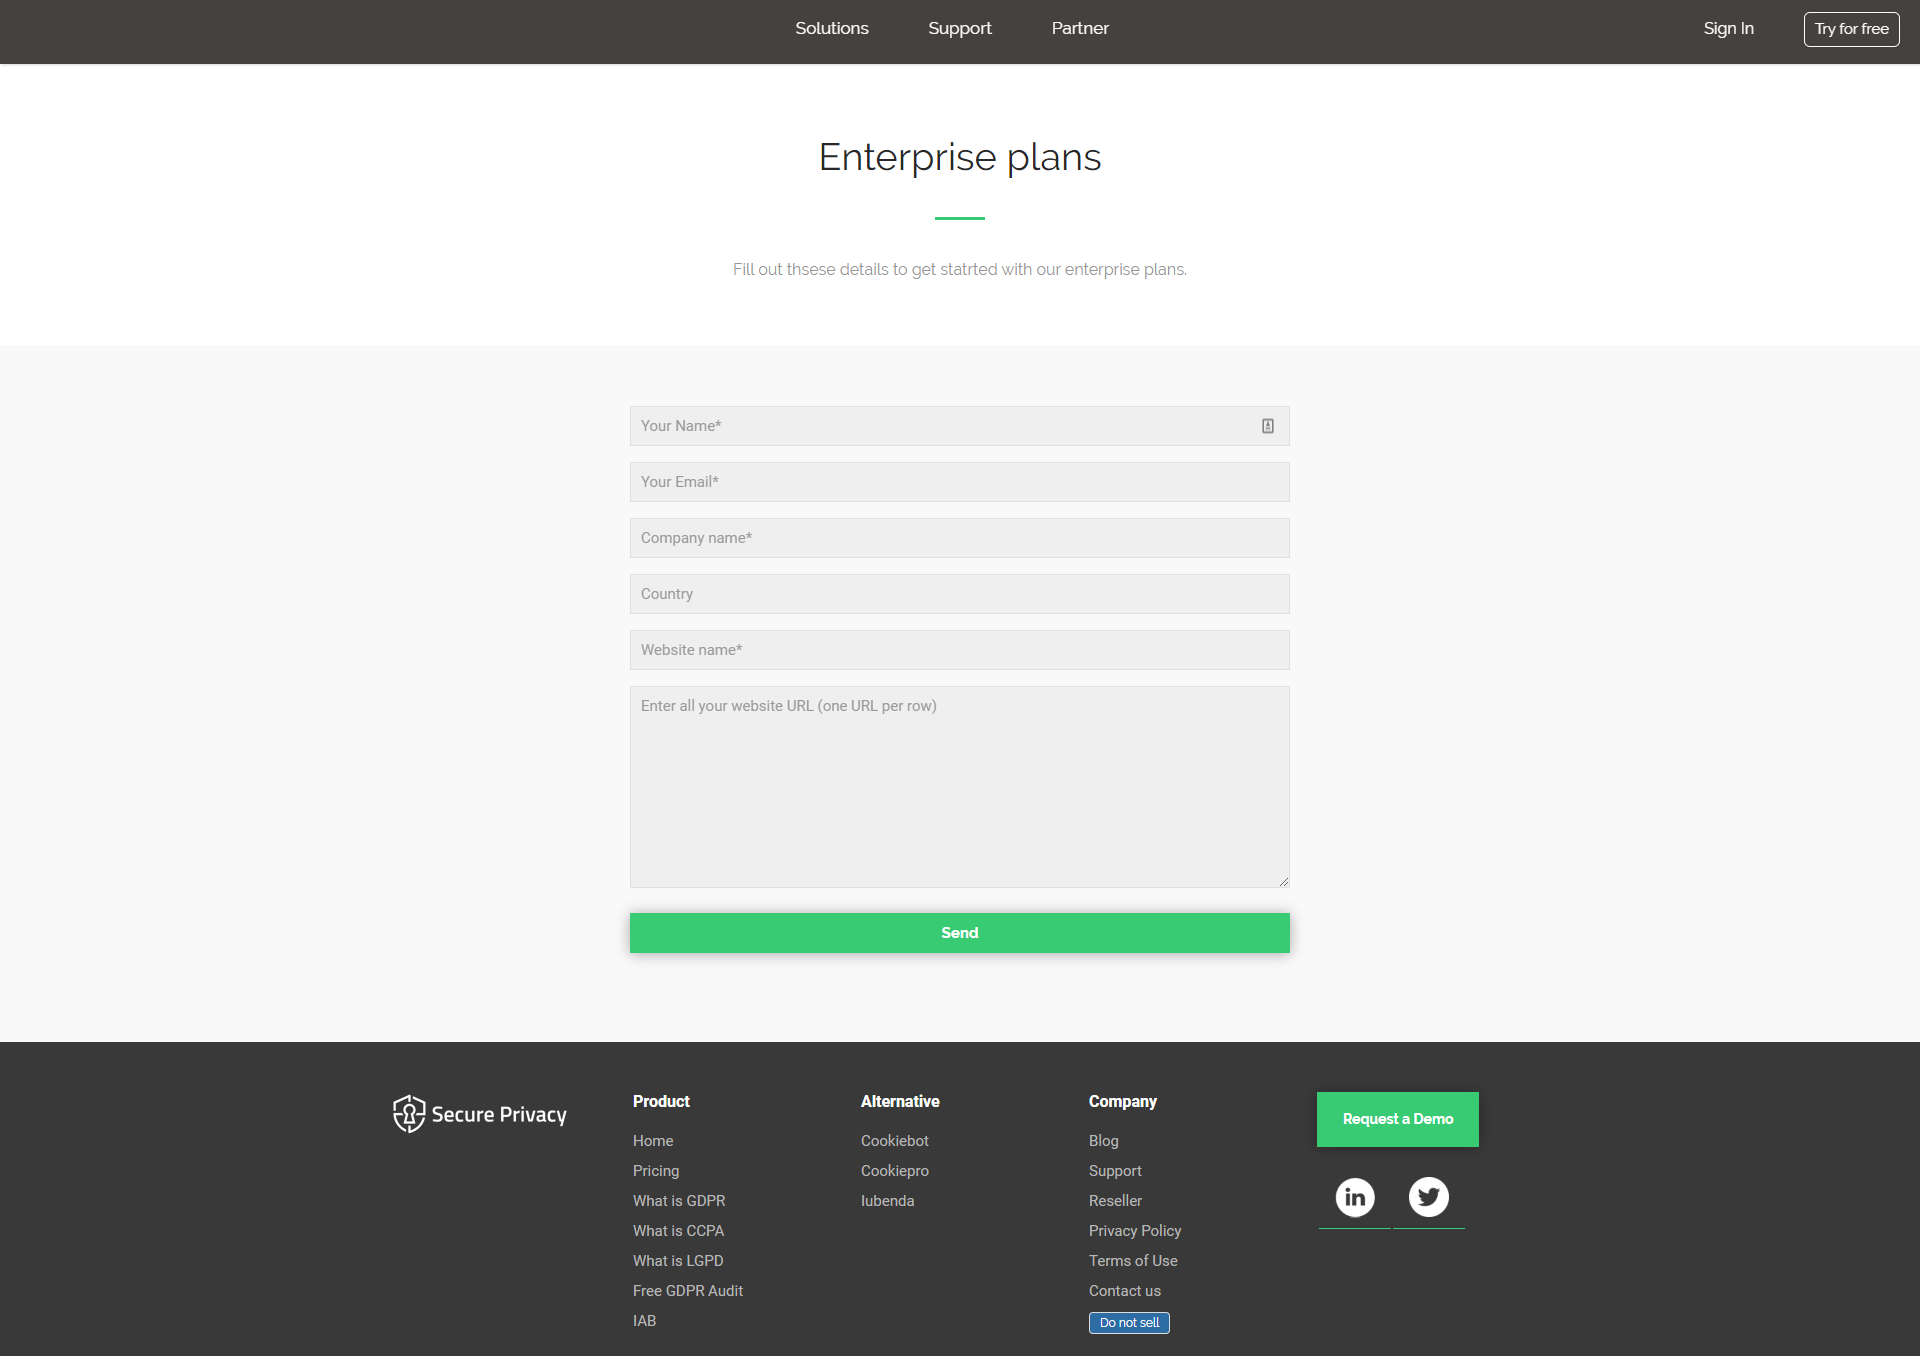 Solutions Support Partner Sign In Try for free
Enterprise plans
Fill out thsese details to get statrted with our enterprise plans.
Your Name*
Your Email*
Company name*
Country
Website name*
Enter all your website URL (one URL per row)
Send
Secure Privacy
Product
Home
Pricing
What is GDPR
What is CCPA
What is LGPD
Free GDPR Audit
IAB
Alternative
Cookiebot
Cookiepro
Iubenda
Company
Blog
Support
Reseller
Privacy Policy
Terms of Use
Contact us
Do not sell
Request a Demo
in